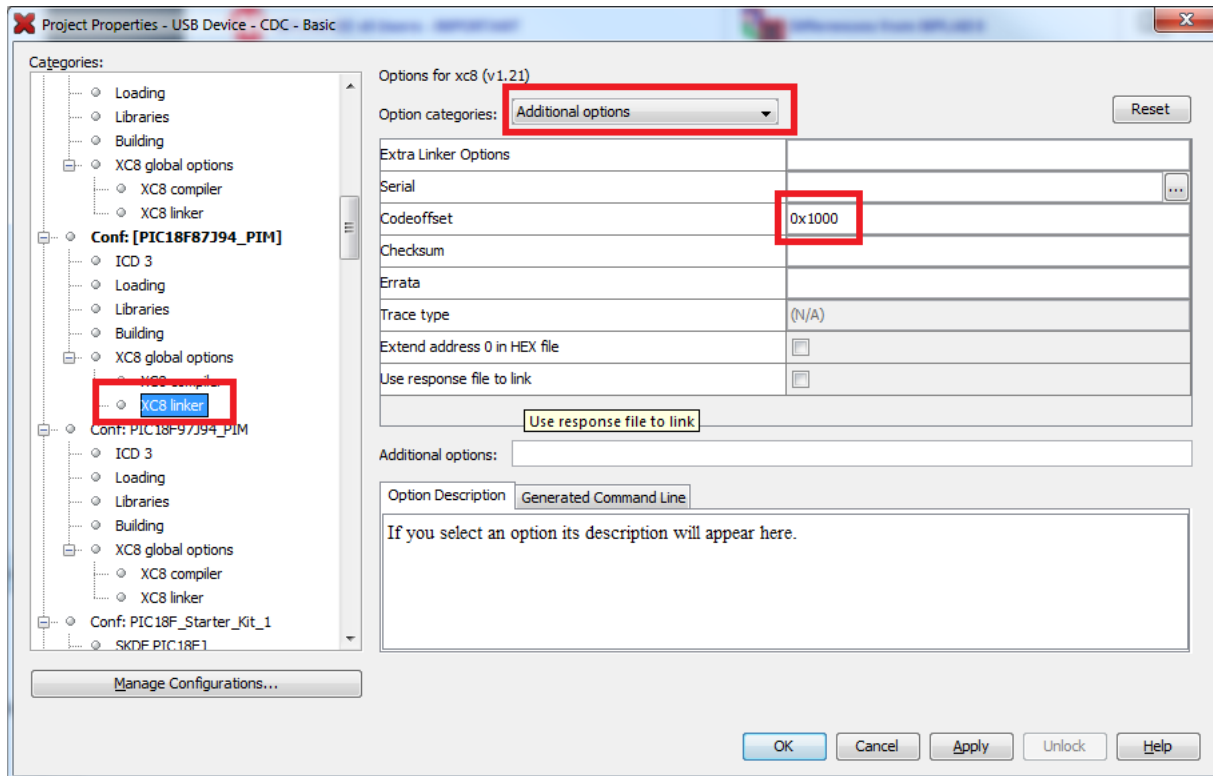 Project Properties - USB Device - CDC - Basic
Categories:
Loading
Libraries
Building
XC8 global options
XC8 compiler
XC8 linker
Conf: [PIC18F87J94_PIM]
ICD 3
Loading
Libraries
Building
XC8 global options
XC8 compiler
XC8 linker
Conf: PIC18F97J94_PIM
ICD 3
Loading
Libraries
Building
XC8 global options
XC8 compiler
XC8 linker
Conf: PIC18F_Starter_Kit_1
Manage Configurations...
Options for xc8 (v1.21)
Option categories: Additional options
Reset
Extra Linker Options
Serial ...
Codeoffset 0x1000
Checksum
Errata
Trace type (N/A)
Extend address 0 in HEX file
Use response file to link
Use response file to link
Additional options:
Option Description Generated Command Line
If you select an option its description will appear here.
OK Cancel Apply Unlock Help